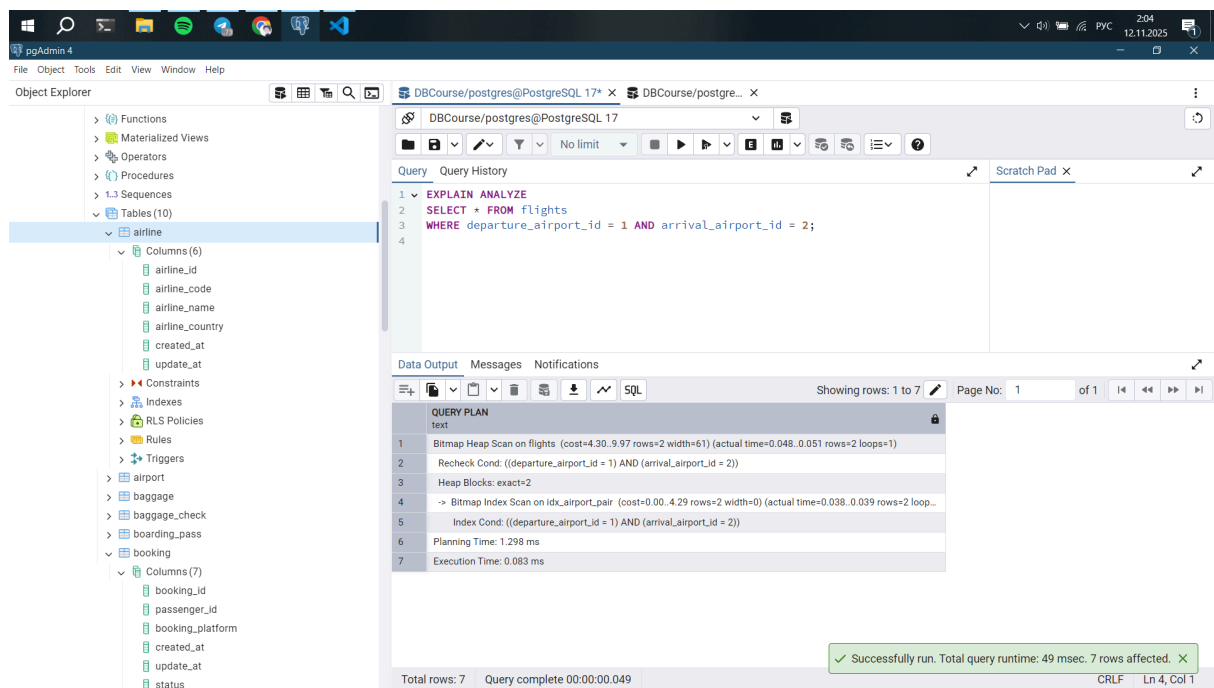 2:04
РУС
12.11.2025
1
pgAdmin 4
File Object Tools Edit View Window Help
Object Explorer
Functions
Materialized Views
Operators
Procedures
1..3 Sequences
Tables (10)
airline
Columns (6)
airline_id
airline_code
airline_name
airline_country
created_at
update_at
Constraints
Indexes
RLS Policies
Rules
Triggers
airport
baggage
baggage_check
boarding_pass
booking
Columns (7)
booking_id
passenger_id
booking_platform
created_at
update_at
status
DBCourse/postgres@PostgreSQL 17* DBCourse/postgre...
DBCourse/postgres@PostgreSQL 17
No limit
E
Query Query History
Scratch Pad
1 EXPLAIN ANALYZE
2 SELECT * FROM flights
3 WHERE departure_airport_id = 1 AND arrival_airport_id = 2;
4
Data Output Messages Notifications
SQL Showing rows: 1 to 7 Page No: 1 of 1
QUERY PLAN
text
1 Bitmap Heap Scan on flights (cost=4.30..9.97 rows=2 width=61) (actual time=0.048..0.051 rows=2 loops=1)
2 Recheck Cond: ((departure_airport_id = 1) AND (arrival_airport_id = 2))
3 Heap Blocks: exact=2
4 -> Bitmap Index Scan on idx_airport_pair (cost=0.00..4.29 rows=2 width=0) (actual time=0.038..0.039 rows=2 loop...
5 Index Cond: ((departure_airport_id = 1) AND (arrival_airport_id = 2))
6 Planning Time: 1.298 ms
7 Execution Time: 0.083 ms
Successfully run. Total query runtime: 49 msec. 7 rows affected.
Total rows: 7 Query complete 00:00:00.049 CRLF Ln 4, Col 1